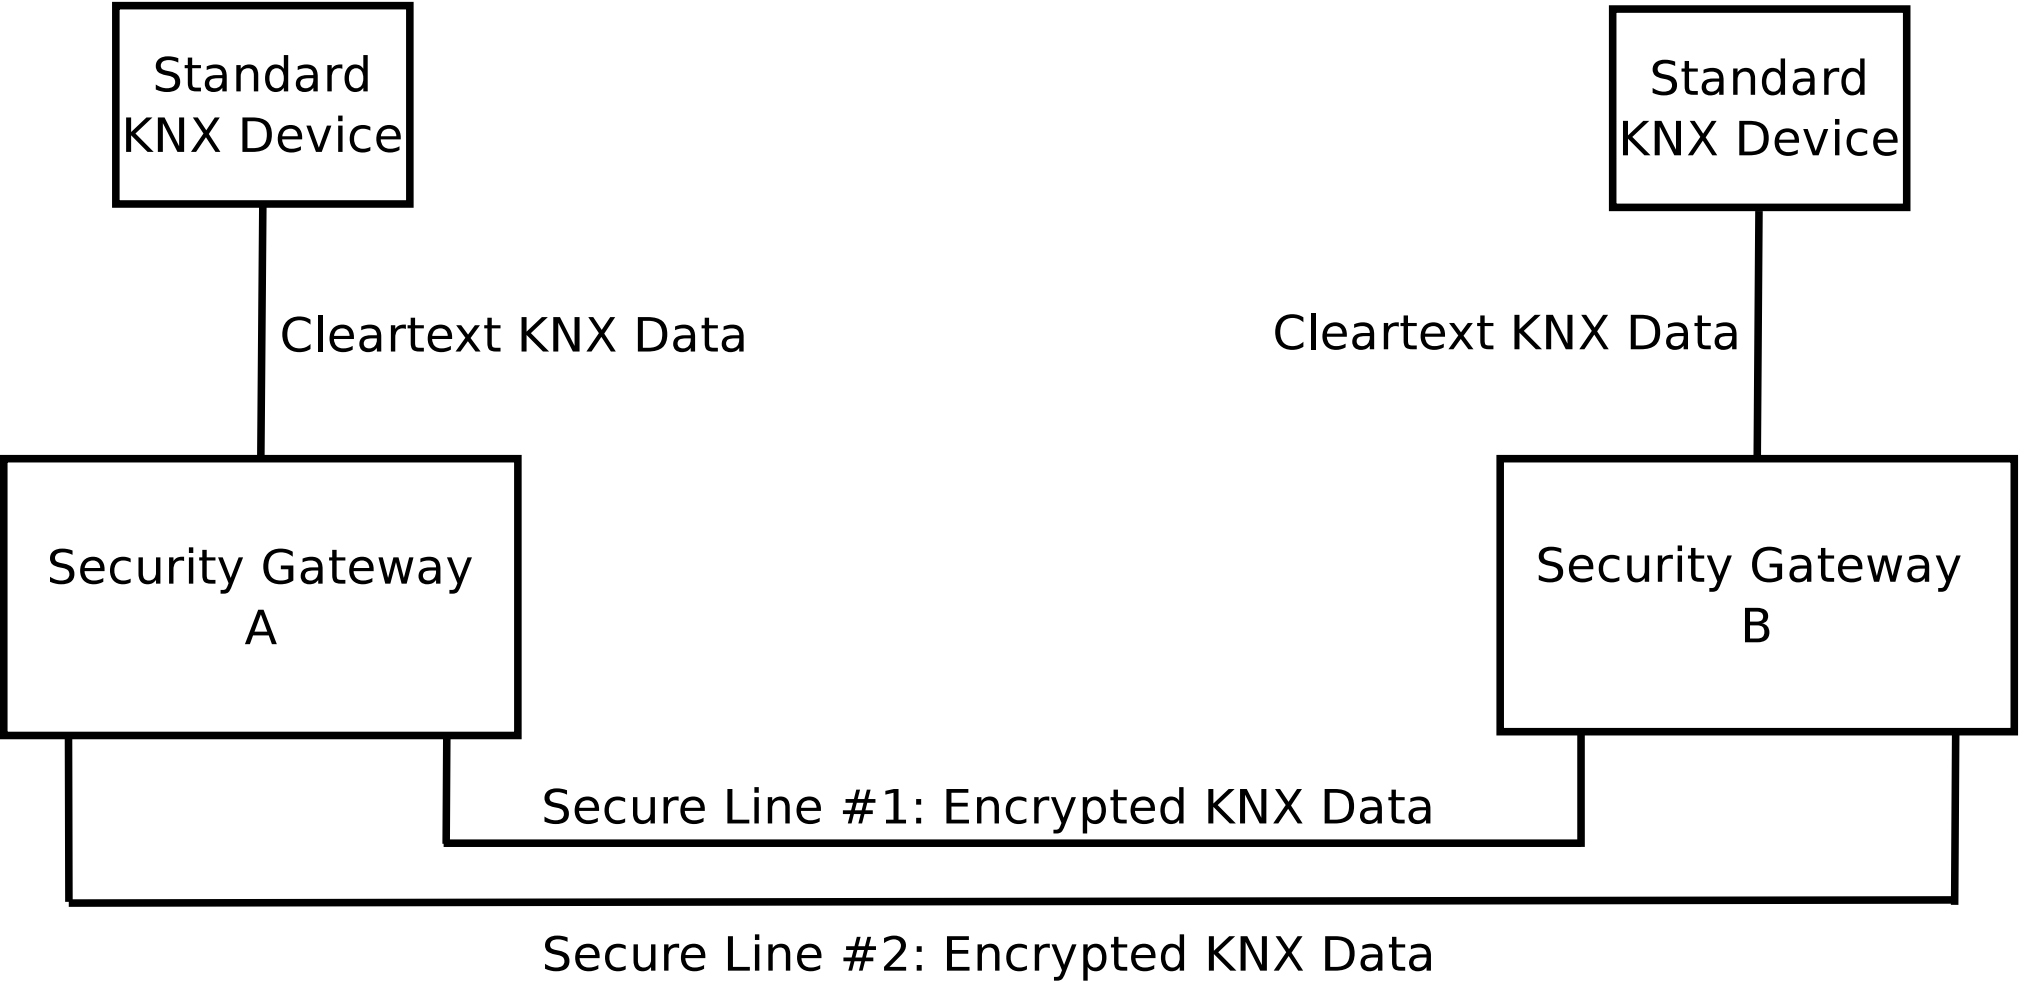 Standard
KNX Device
Standard
KNX Device
Cleartext KNX Data
Cleartext KNX Data
Security Gateway
A
Security Gateway
B
Secure Line #1: Encrypted KNX Data
Secure Line #2: Encrypted KNX Data